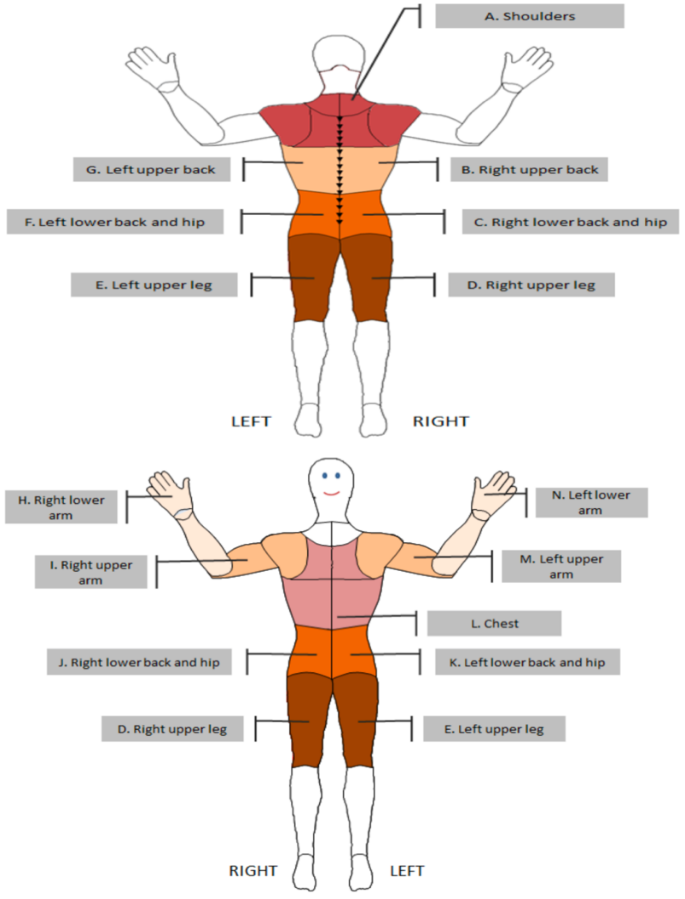 A. Shoulders
G. Left upper back
B. Right upper back
F. Left lower back and hip
C. Right lower back and hip
E. Left upper leg
D. Right upper leg
LEFT
RIGHT
H. Right lower
arm
N. Left lower
arm
I. Right upper
arm
M. Left upper
arm
L. Chest
J. Right lower back and hip
K. Left lower back and hip
D. Right upper leg
E. Left upper leg
RIGHT
LEFT